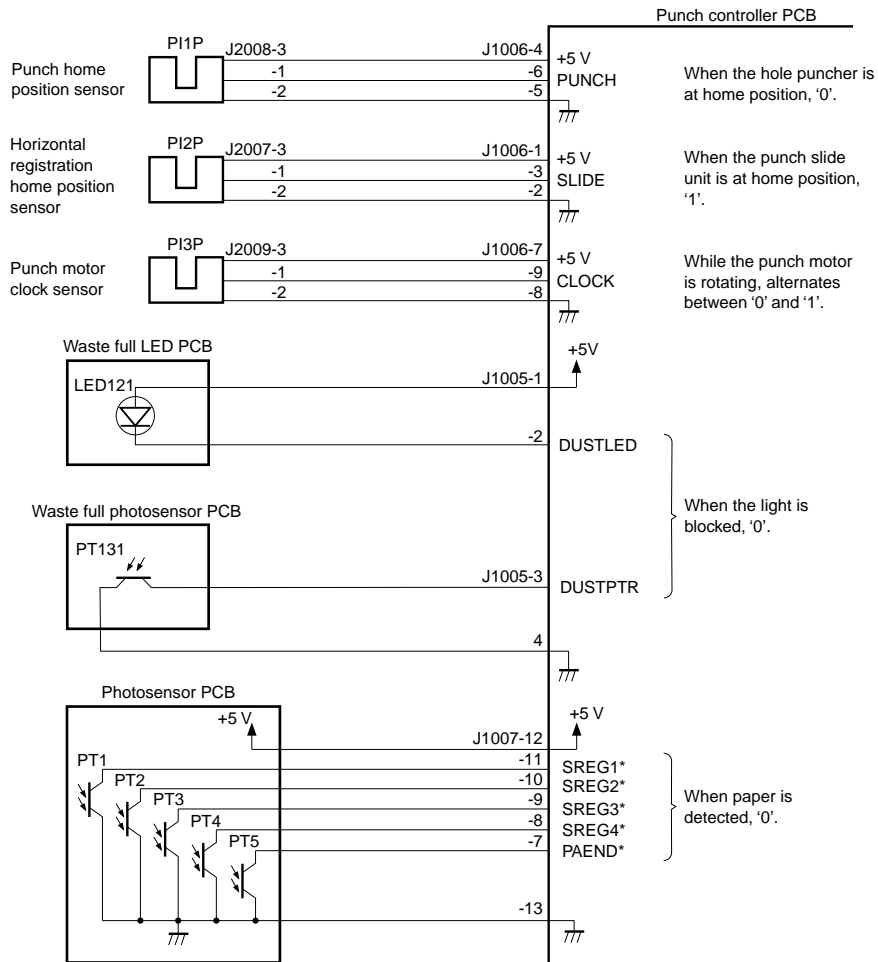 Punch controller PCB
Punch home
position sensor
PI1P
J2008-3
-1
-2
J1006-4
-6
-5
+5 V
PUNCH
When the hole puncher is
at home position, ‘0’.
Horizontal
registration
home position
sensor
PI2P
J2007-3
-1
-2
J1006-1
-3
-2
+5 V
SLIDE
When the punch slide
unit is at home position,
‘1’.
Punch motor
clock sensor
PI3P
J2009-3
-1
-2
J1006-7
-9
-8
+5 V
CLOCK
While the punch motor
is rotating, alternates
between ‘0’ and ‘1’.
Waste full LED PCB
LED121
J1005-1
+5V
-2
DUSTLED
When the light is
blocked, ‘0’.
Waste full photosensor PCB
PT131
J1005-3
DUSTPTR
4
Photosensor PCB
+5 V
J1007-12
+5 V
PT1
-11
SREG1*
PT2
-10
SREG2*
PT3
-9
SREG3*
PT4
-8
SREG4*
PT5
-7
PAEND*
When paper is
detected, ‘0’.
-13